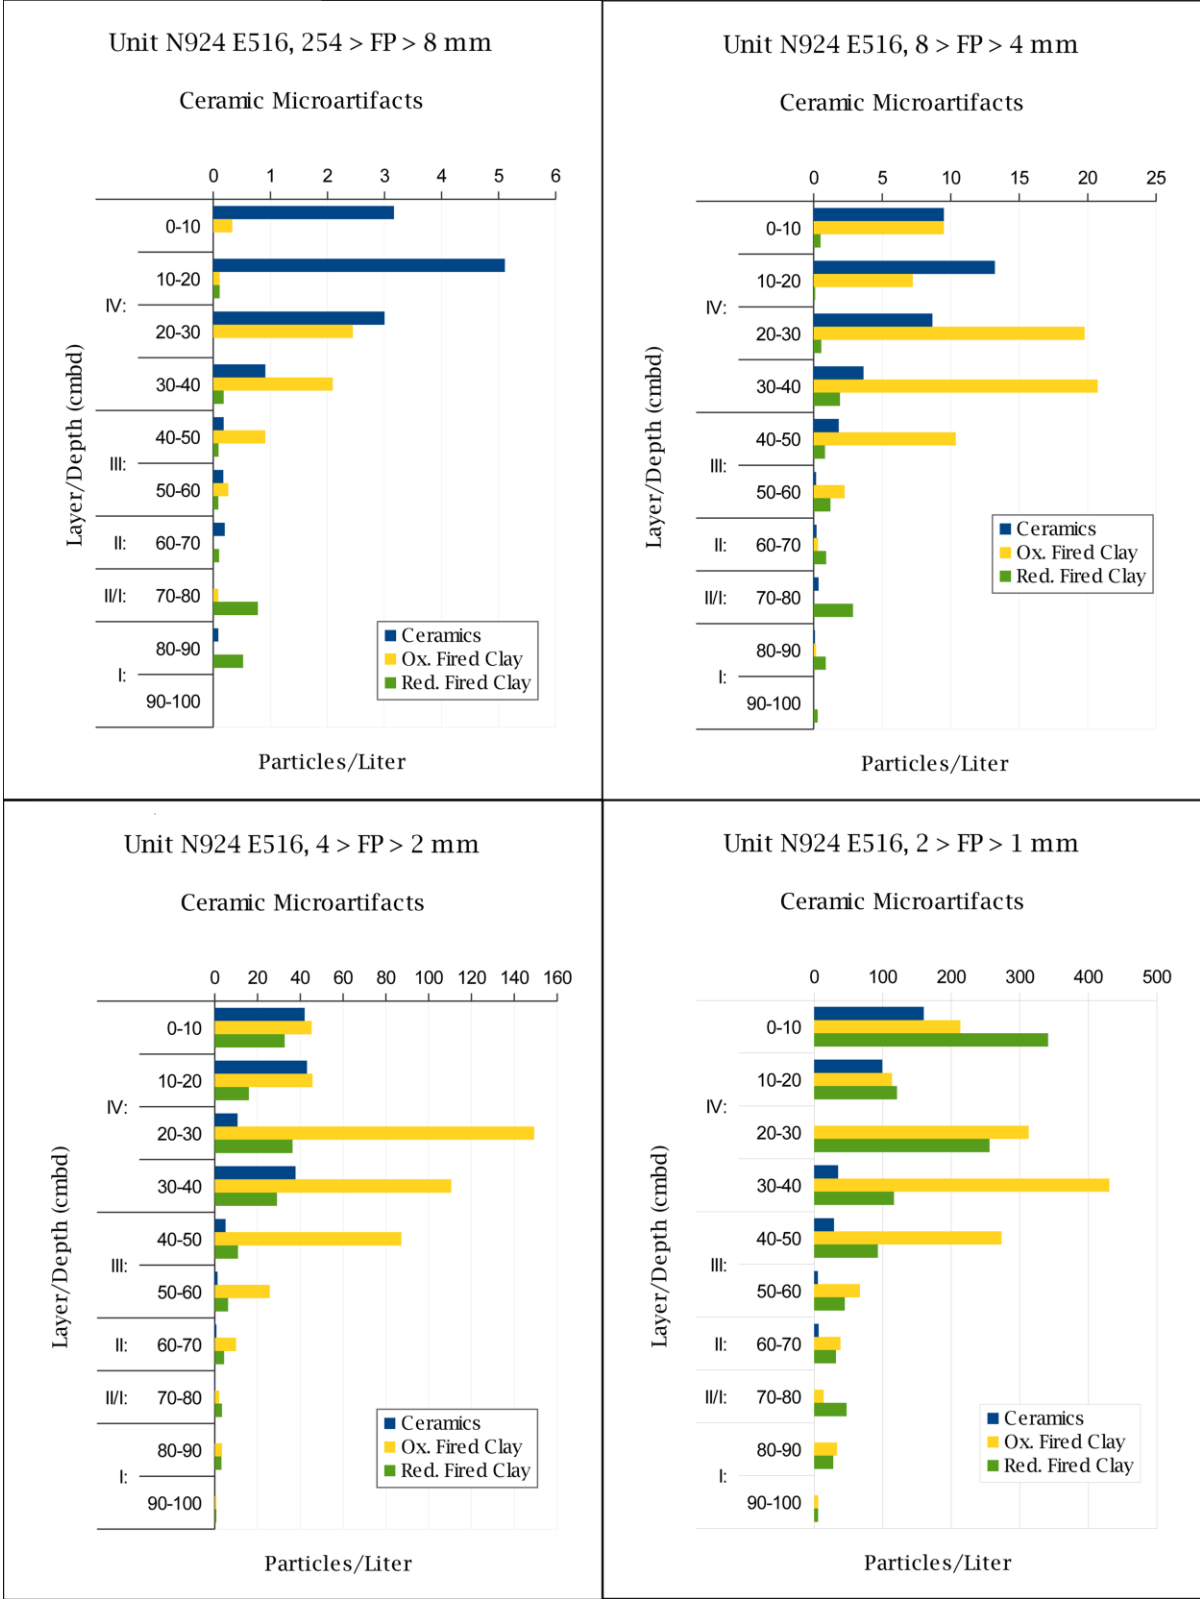 Unit N924 E516, 254 > FP > 8 mm
Ceramic Microartifacts
0 1 2 3 4 5 6
0-10
10-20
IV:
20-30
30-40
40-50
III:
50-60
II: 60-70
II/I: 70-80
80-90
I:
90-100
Layer/Depth (cmbd)
Ceramics
Ox. Fired Clay
Red. Fired Clay
Particles/Liter
Unit N924 E516, 8 > FP > 4 mm
Ceramic Microartifacts
0 5 10 15 20 25
0-10
10-20
IV:
20-30
30-40
40-50
III:
50-60
II: 60-70
II/I: 70-80
80-90
I:
90-100
Layer/Depth (cmbd)
Ceramics
Ox. Fired Clay
Red. Fired Clay
Particles/Liter
Unit N924 E516, 4 > FP > 2 mm
Ceramic Microartifacts
0 20 40 60 80 100 120 140 160
0-10
10-20
IV:
20-30
30-40
40-50
III:
50-60
II: 60-70
II/I: 70-80
80-90
I:
90-100
Layer/Depth (cmbd)
Ceramics
Ox. Fired Clay
Red. Fired Clay
Particles/Liter
Unit N924 E516, 2 > FP > 1 mm
Ceramic Microartifacts
0 100 200 300 400 500
0-10
10-20
IV:
20-30
30-40
40-50
III:
50-60
II: 60-70
II/I: 70-80
80-90
I:
90-100
Layer/Depth (cmbd)
Ceramics
Ox. Fired Clay
Red. Fired Clay
Particles/Liter